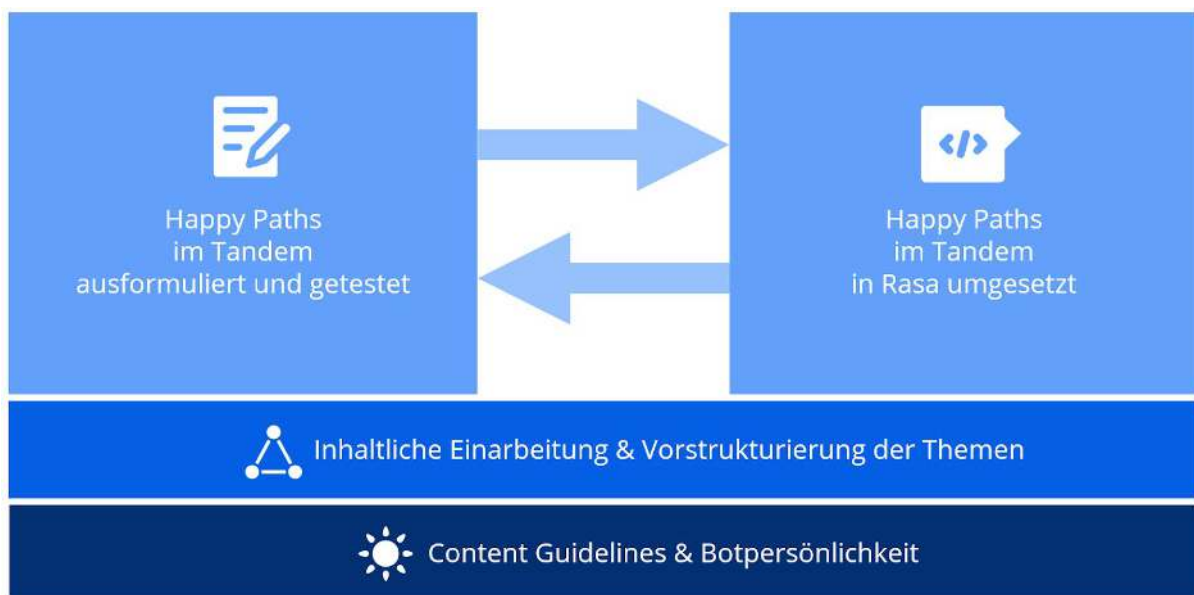 Happy Paths
im Tandem
ausformuliert und getestet
</>
Happy Paths
im Tandem
in Rasa umgesetzt
Inhaltliche Einarbeitung & Vorstrukturierung der Themen
Content Guidelines & Botpersönlichkeit